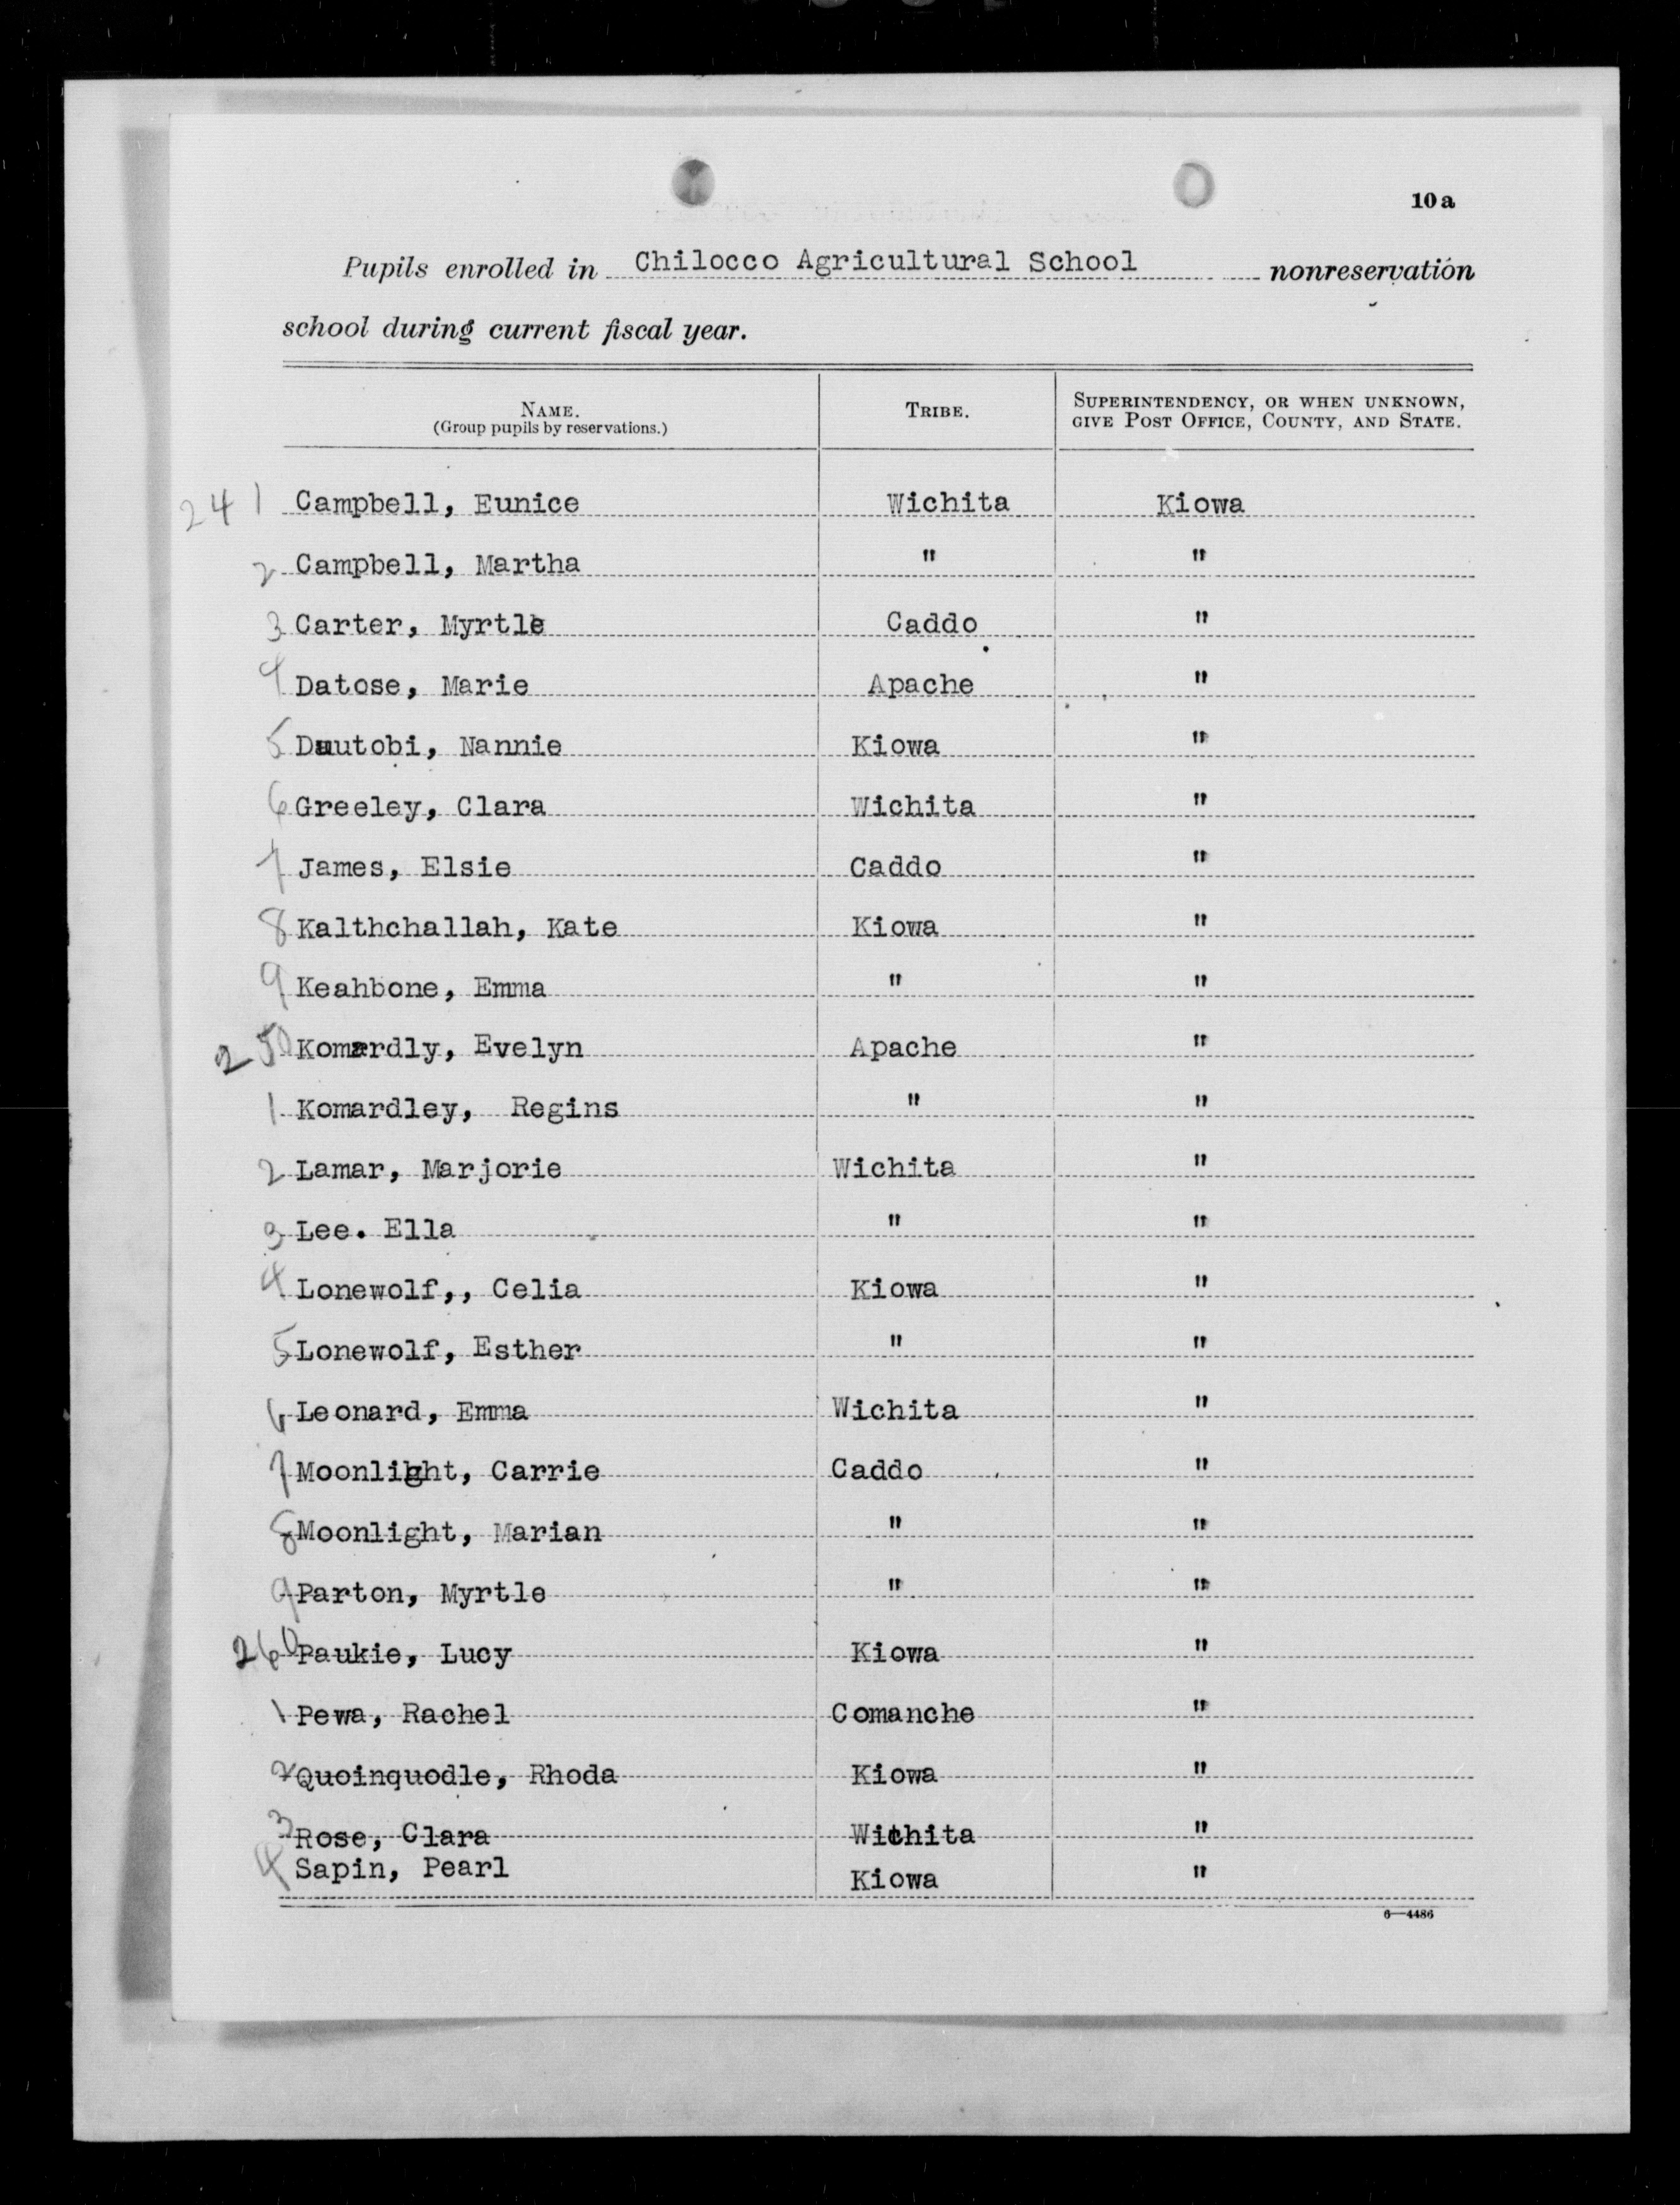 10a
Pupils enrolled in Chilocco Agricultural School nonreservation
school during current fiscal year.
NAME. TRIBE. SUPERINTENDENCY, OR WHEN UNKNOWN,
(Group pupils by reservations.) GIVE POST OFFICE, COUNTY, AND STATE.
241 Campbell, Eunice Wichita Kiowa
2 Campbell, Martha " "
3 Carter, Myrtle Caddo "
4 Datose, Marie Apache "
5 Dautobi, Nannie Kiowa "
6 Greeley, Clara Wichita "
7 James, Elsie Caddo "
8 Kalthchallah, Kate Kiowa "
9 Keahbone, Emma " "
250 Komardly, Evelyn Apache "
1 Komardley, Regins " "
2 Lamar, Marjorie Wichita "
3 Lee. Ella " "
4 Lonewolf,, Celia Kiowa "
5 Lonewolf, Esther " "
6 Leonard, Emma Wichita "
7 Moonlight, Carrie Caddo "
8 Moonlight, Marian " "
9 Parton, Myrtle " "
260 Paukie, Lucy Kiowa "
1 Pewa, Rachel Comanche "
2 Quoinquodle, Rhoda Kiowa "
3 Rose, Clara Wichita "
4 Sapin, Pearl Kiowa "
6—4486